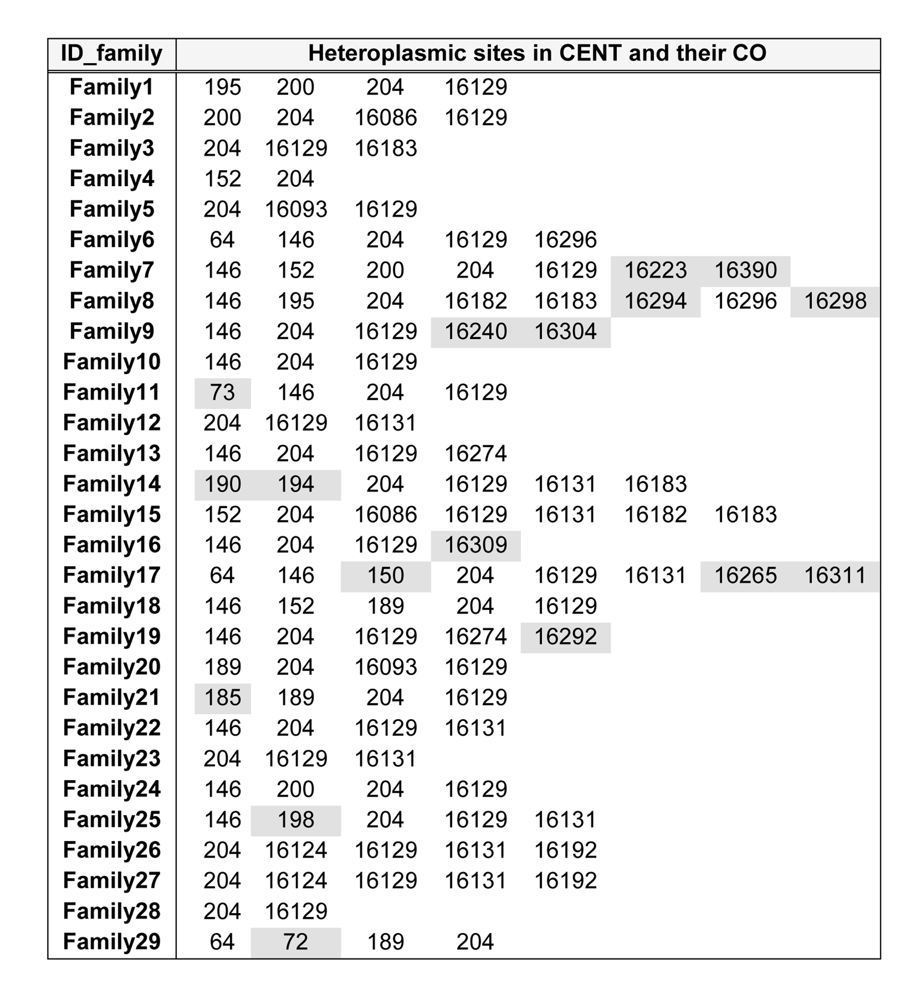 ID_family Heteroplasmic sites in CENT and their CO
Family1 195 200 204 16129
Family2 200 204 16086 16129
Family3 204 16129 16183
Family4 152 204
Family5 204 16093 16129
Family6 64 146 204 16129 16296
Family7 146 152 200 204 16129 16223 16390
Family8 146 195 204 16182 16183 16294 16296 16298
Family9 146 204 16129 16240 16304
Family10 146 204 16129
Family11 73 146 204 16129
Family12 204 16129 16131
Family13 146 204 16129 16274
Family14 190 194 204 16129 16131 16183
Family15 152 204 16086 16129 16131 16182 16183
Family16 146 204 16129 16309
Family17 64 146 150 204 16129 16131 16265 16311
Family18 146 152 189 204 16129
Family19 146 204 16129 16274 16292
Family20 189 204 16093 16129
Family21 185 189 204 16129
Family22 146 204 16129 16131
Family23 204 16129 16131
Family24 146 200 204 16129
Family25 146 198 204 16129 16131
Family26 204 16124 16129 16131 16192
Family27 204 16124 16129 16131 16192
Family28 204 16129
Family29 64 72 189 204